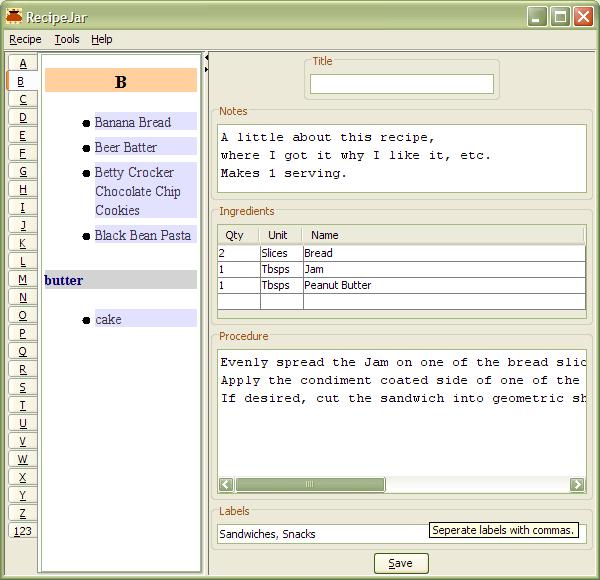 RecipeJar
Recipe Tools Help
A
B
C
D
E
F
G
H
I
J
K
L
M
N
O
P
Q
R
S
T
U
V
W
X
Y
Z
123
B
Banana Bread
Beer Batter
Betty Crocker
Chocolate Chip
Cookies
Black Bean Pasta
butter
cake
Title
Notes
A little about this recipe,
where I got it why I like it, etc.
Makes 1 serving.
Ingredients
Qty Unit Name
2 Slices Bread
1 Tbsps Jam
1 Tbsps Peanut Butter
Procedure
Evenly spread the Jam on one of the bread slic
Apply the condiment coated side of one of the
If desired, cut the sandwich into geometric sh
Labels
Sandwiches, Snacks
Seperate labels with commas.
Save